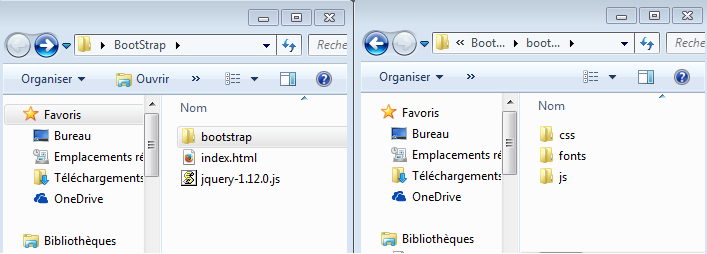 BootStrap
Reche
Organiser
Ouvrir
»
Favoris
Bureau
Emplacements ré
Téléchargements
OneDrive
Bibliothèques
Nom
bootstrap
index.html
jquery-1.12.0.js
« Boot... boot...
Reche
Organiser
»
Favoris
Bureau
Emplacements ré
Téléchargements
OneDrive
Bibliothèques
Nom
css
fonts
js